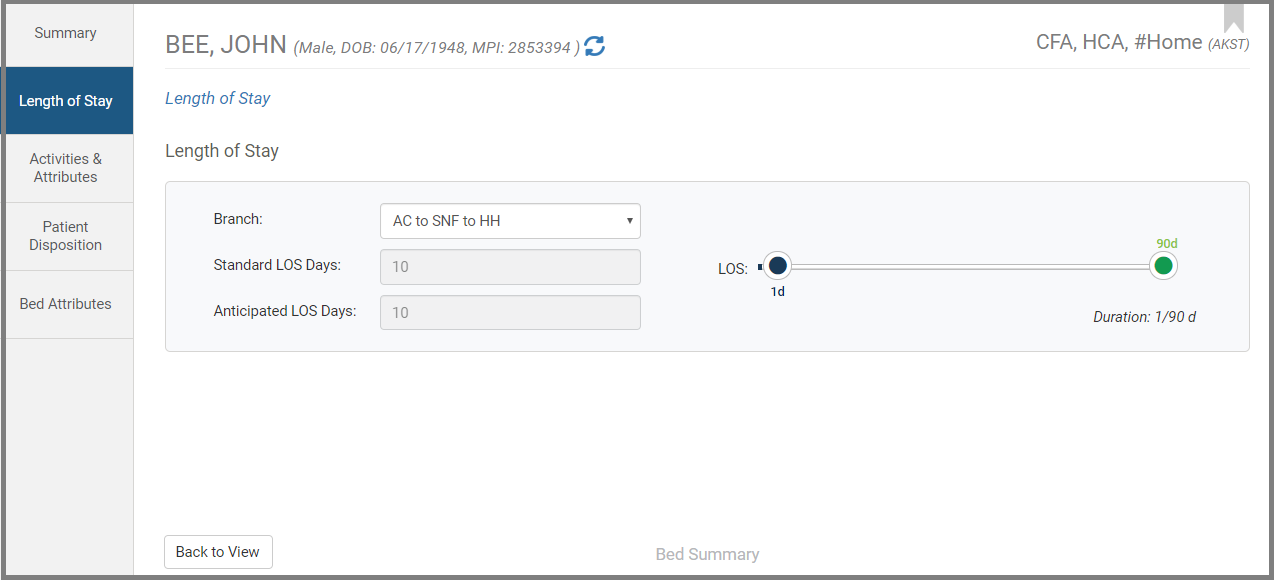 Summary
Length of Stay
Activities &
Attributes
Patient
Disposition
Bed Attributes
BEE, JOHN (Male, DOB: 06/17/1948, MPI: 2853394 )
CFA, HCA, #Home (AKST)
Length of Stay
Length of Stay
Branch: AC to SNF to HH
Standard LOS Days: 10
Anticipated LOS Days: 10
90d
LOS:
1d
Duration: 1/90 d
Back to View
Bed Summary